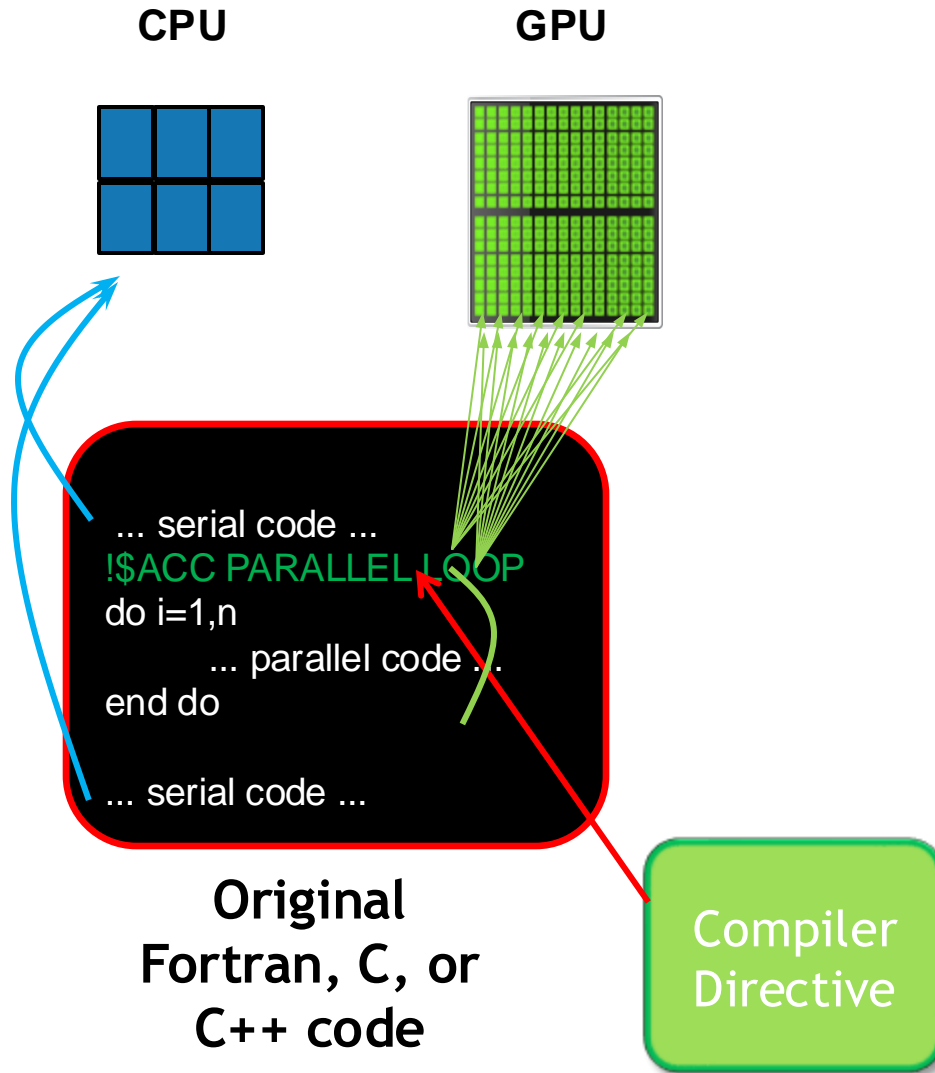 CPU
GPU
... serial code ...
!$ACC PARALLEL LOOP
do i=1,n
... parallel code ...
end do
... serial code ...
Original
Fortran, C, or
C++ code
Compiler
Directive